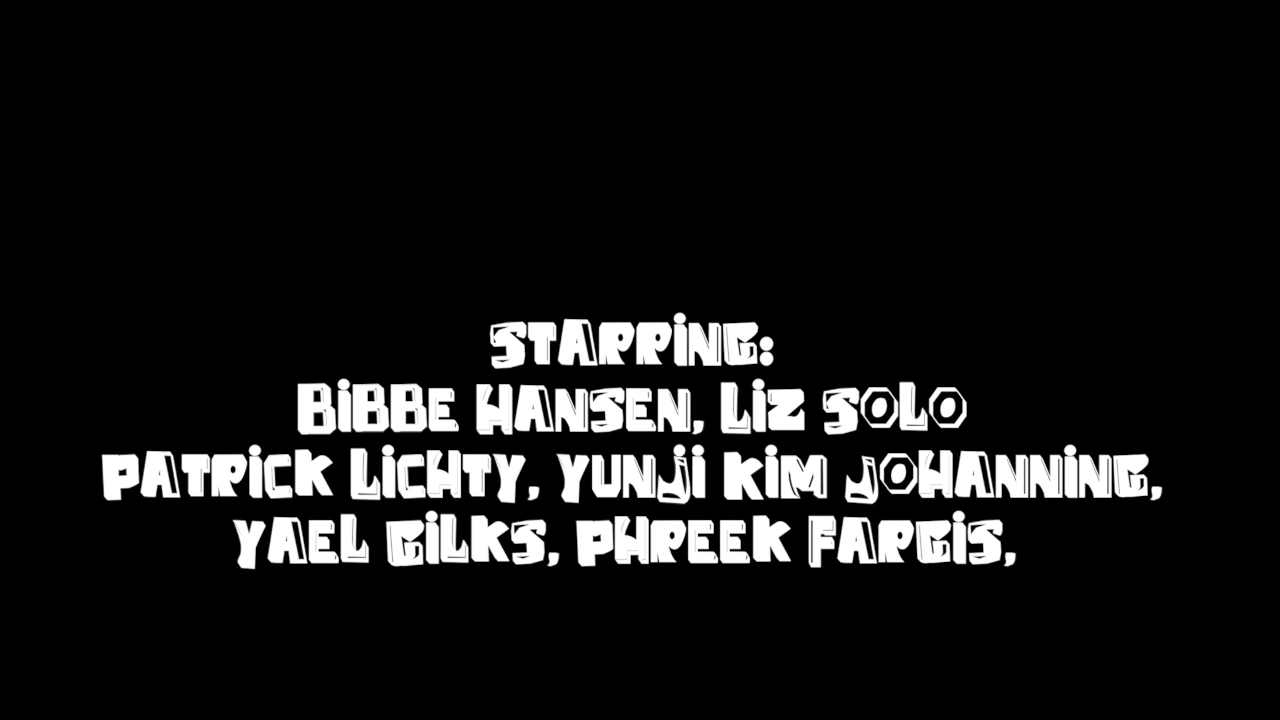 STARRING:
BiBBE HANSEN, LiZ SOLO
PATRiCK LiCHTY, YUNJi KiM JOHANNiNG,
YAEL GiLKS, PHREEK FARGiS,